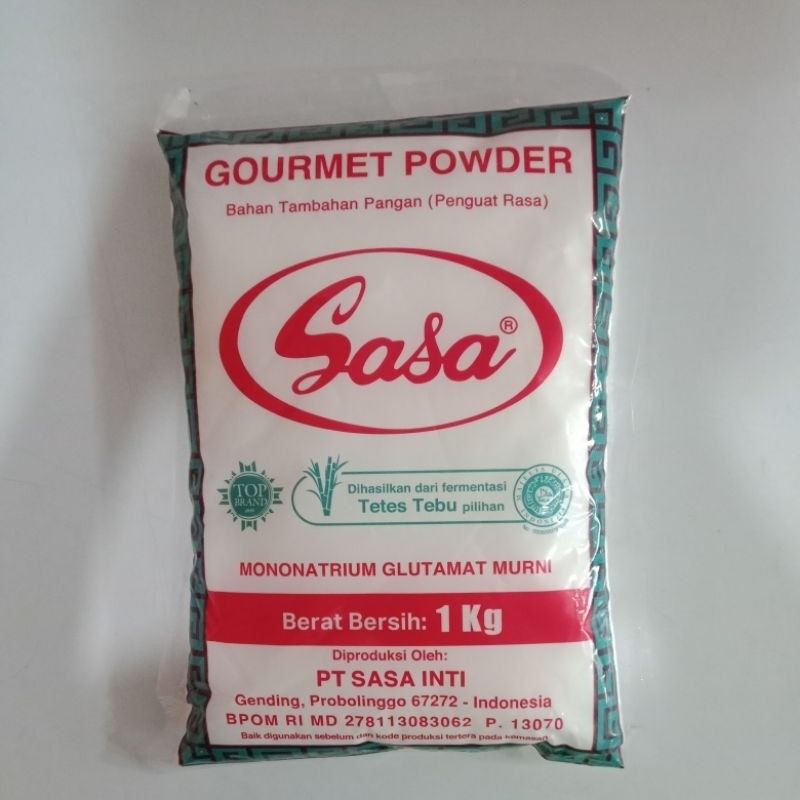 GOURMET POWDER
Bahan Tambahan Pangan (Penguat Rasa)
Sasa®
TOP
BRAND
Dihasilkan dari fermentasi
Tetes Tebu pilihan
MONONATRIUM GLUTAMAT MURNI
Berat Bersih: 1 Kg
Diproduksi Oleh:
PT SASA INTI
Gending, Probolinggo 67272 - Indonesia
BPOM RI MD 278113083062 P. 13070
Baik digunakan sebelum dan kode produksi tertera pada kemasan